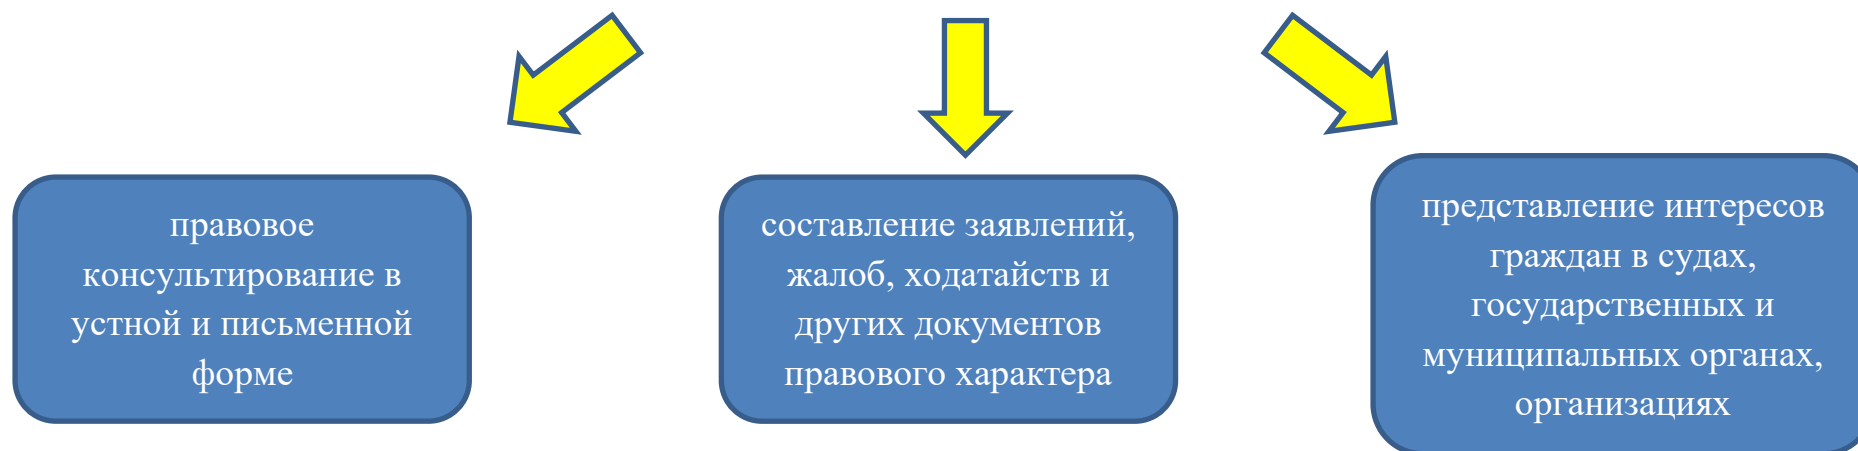 правовое
консультирование в
устной и письменной
форме
составление заявлений,
жалоб, ходатайств и
других документов
правового характера
представление интересов
граждан в судах,
государственных и
муниципальных органах,
организациях